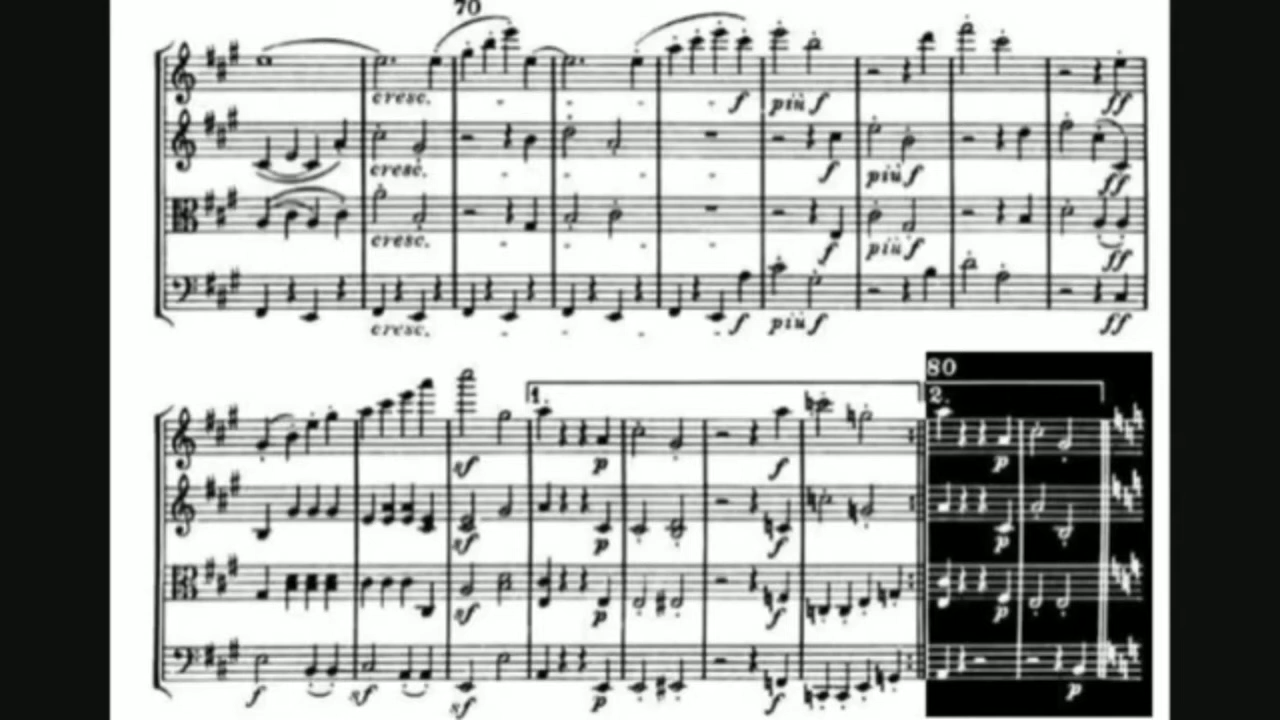 70
cresc. - - - - f più f ff
cresc. - - - - f più f ff
cresc. - - - - f più f ff
cresc. - - - - f più f ff
80
1. 2.
sf p f p
sf p f p
sf p f p
f sf sf p f p